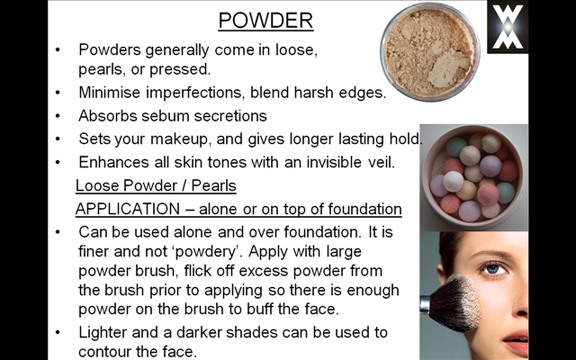 POWDER
WM
Powders generally come in loose,
pearls, or pressed.
Minimise imperfections, blend harsh edges.
Absorbs sebum secretions
Sets your makeup, and gives longer lasting hold.
Enhances all skin tones with an invisible veil.
Loose Powder / Pearls
APPLICATION – alone or on top of foundation
Can be used alone and over foundation. It is
finer and not ‘powdery’. Apply with large
powder brush, flick off excess powder from
the brush prior to applying so there is enough
powder on the brush to buff the face.
Lighter and a darker shades can be used to
contour the face.